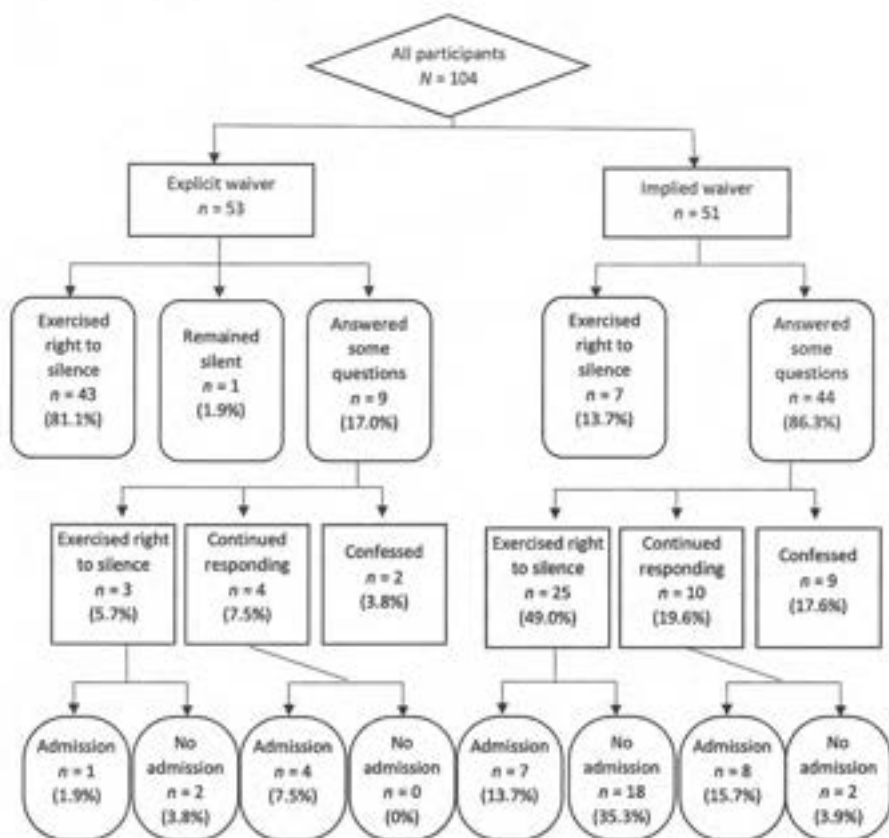 All participants
N = 104
Explicit waiver
n = 53
Implied waiver
n = 51
Exercised
right to
silence
n = 43
(81.1%)
Remained
silent
n = 1
(1.9%)
Answered
some
questions
n = 9
(17.0%)
Exercised
right to
silence
n = 7
(13.7%)
Answered
some
questions
n = 44
(86.3%)
Exercised right
to silence
n = 3
(5.7%)
Continued
responding
n = 4
(7.5%)
Confessed
n = 2
(3.8%)
Exercised right
to silence
n = 25
(49.0%)
Continued
responding
n = 10
(19.6%)
Confessed
n = 9
(17.6%)
Admission
n = 1
(1.9%)
No
admission
n = 2
(3.8%)
Admission
n = 4
(7.5%)
No
admission
n = 0
(0%)
Admission
n = 7
(13.7%)
No
admission
n = 18
(35.3%)
Admission
n = 8
(15.7%)
No
admission
n = 2
(3.9%)